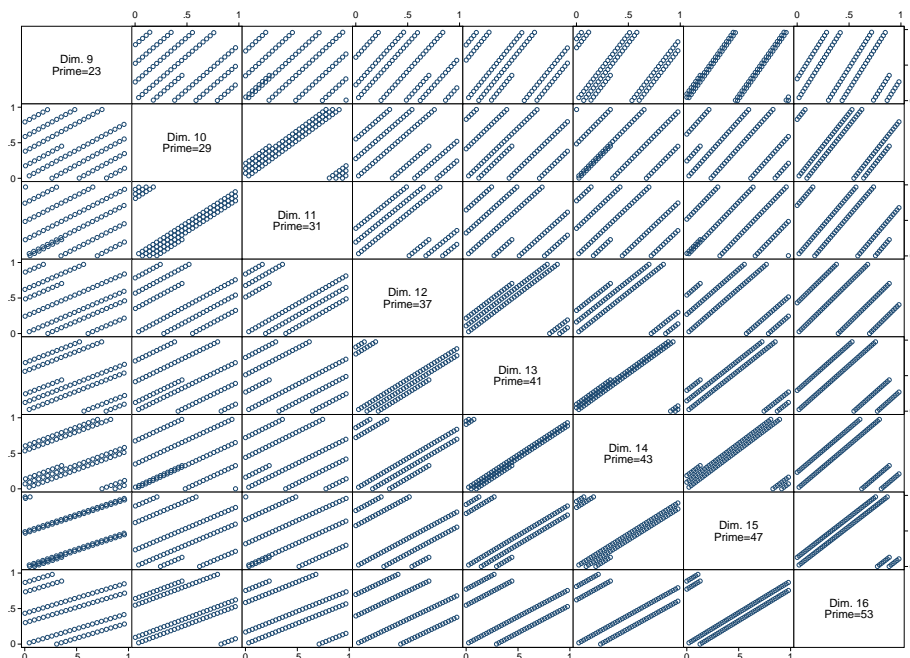 0 .5 1 0 .5 1 0 .5 1 0 .5 1
Dim. 9
Prime=23
1
.5
0
Dim. 10
Prime=29
Dim. 11
Prime=31
1
.5
0
Dim. 12
Prime=37
Dim. 13
Prime=41
1
.5
0
Dim. 14
Prime=43
Dim. 15
Prime=47
1
.5
0
Dim. 16
Prime=53
0 .5 1 0 .5 1 0 .5 1 0 .5 1